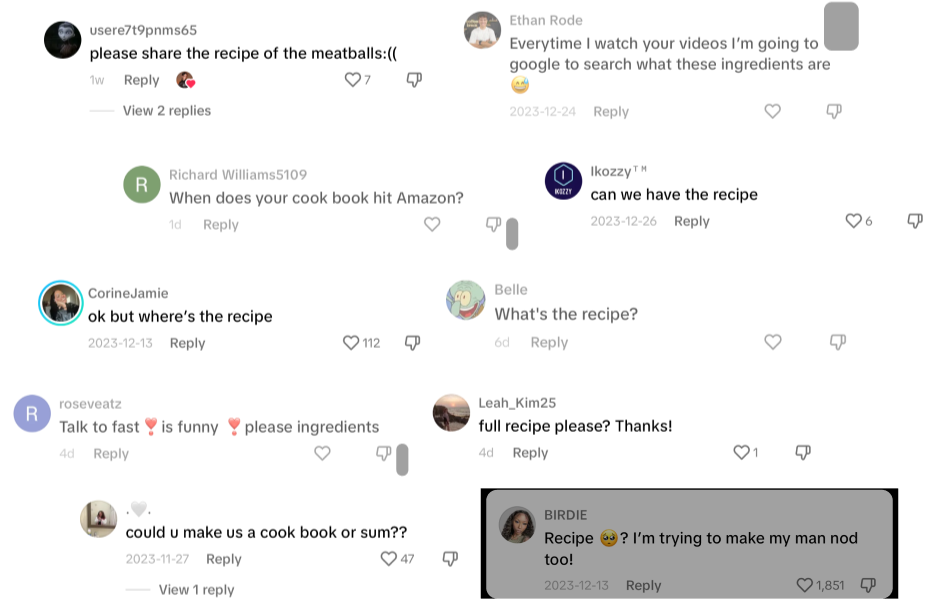 usere7t9pnms65
please share the recipe of the meatballs:((
1w Reply 7
View 2 replies
Ethan Rode
Everytime I watch your videos I'm going to
google to search what these ingredients are
😅
2023-12-24 Reply
R
Richard Williams5109
When does your cook book hit Amazon?
1d Reply
IKOZZY
Ikozzy™
can we have the recipe
2023-12-26 Reply 6
CorineJamie
ok but where's the recipe
2023-12-13 Reply 112
Belle
What's the recipe?
6d Reply
R
roseveatz
Talk to fast❣️is funny ❣️please ingredients
4d Reply
Leah_Kim25
full recipe please? Thanks!
4d Reply 1
.🤍.
could u make us a cook book or sum??
2023-11-27 Reply 47
View 1 reply
BIRDIE
Recipe 🥺? I'm trying to make my man nod
too!
2023-12-13 Reply 1,851